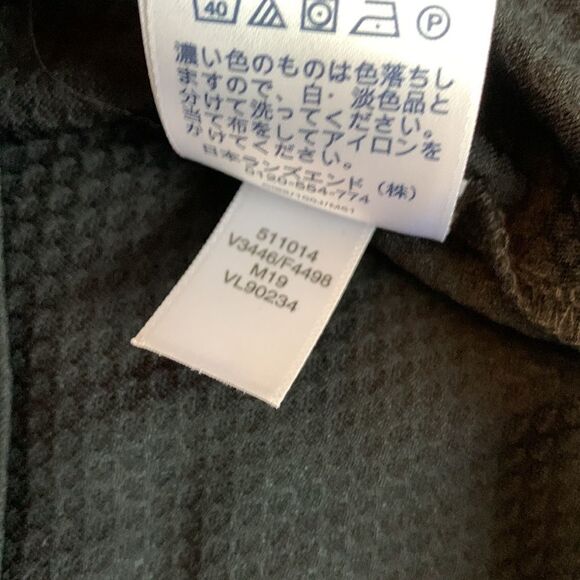 40 P
濃い色のものは色落ちし
ますので、白・淡色品と
分けて洗ってください。
当て布をしてアイロンを
かけてください。
日本ランズエンド(株)
0120-554-774
511014
V3446/F4498
M19
VL90234